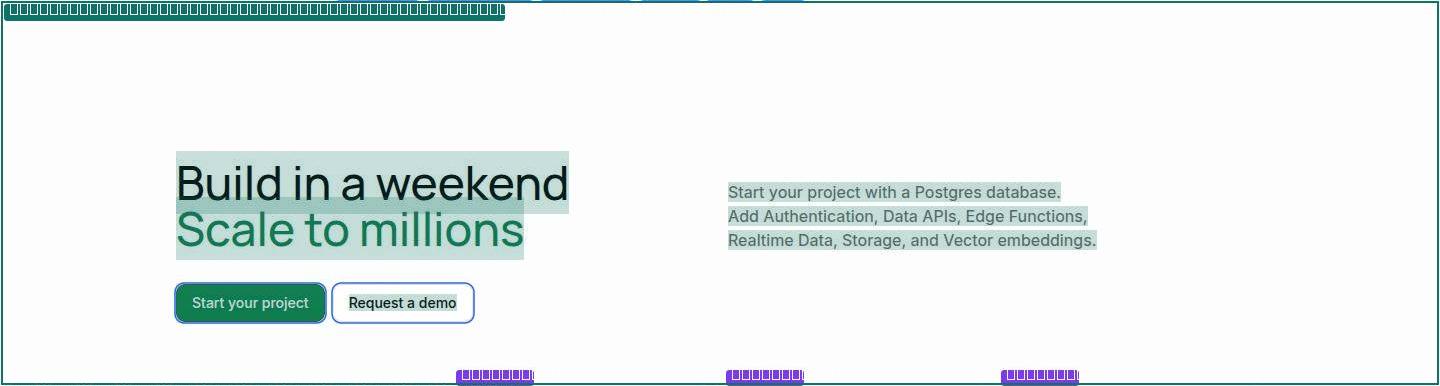 Build in a weekend
Scale to millions
Start your project with a Postgres database.
Add Authentication, Data APIs, Edge Functions,
Realtime Data, Storage, and Vector embeddings.
Start your project
Request a demo